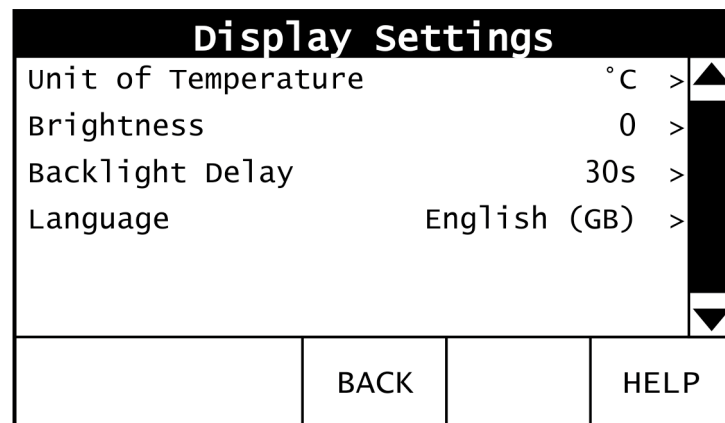 Display Settings
Unit of Temperature °C >
Brightness 0 >
Backlight Delay 30s >
Language English (GB) >
BACK HELP